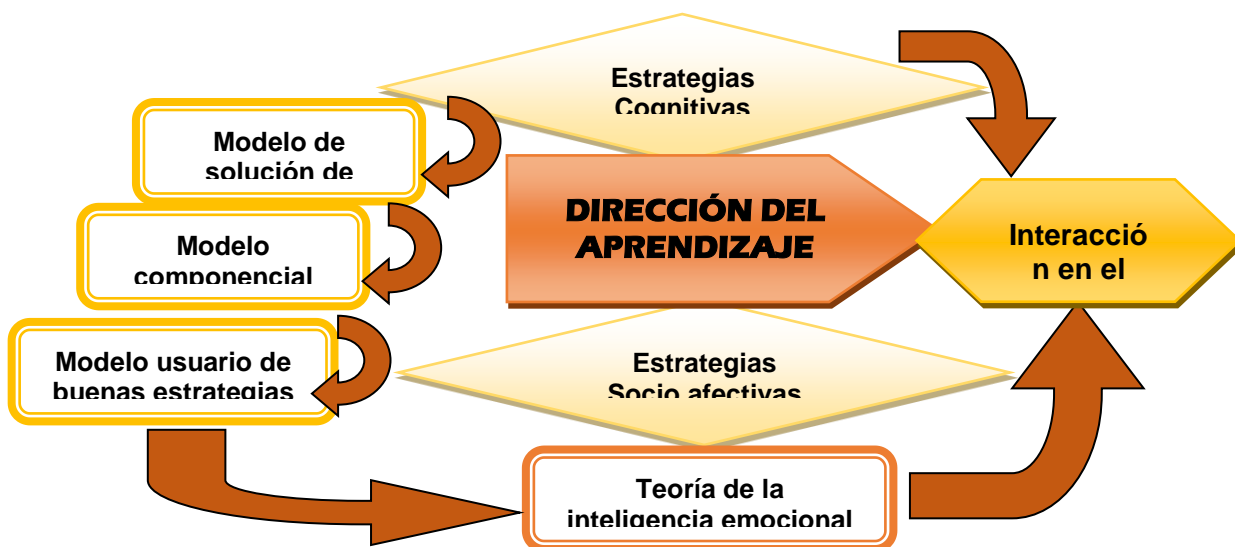 Estrategias
Cognitivas
Modelo de
solución de
Modelo
componencial
DIRECCIÓN DEL
APRENDIZAJE
Interacció
n en el
Modelo usuario de
buenas estrategias
Estrategias
Socio afectivas
Teoría de la
inteligencia emocional